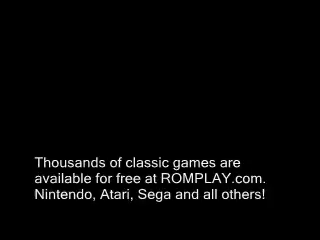 Thousands of classic games are
available for free at ROMPLAY.com.
Nintendo, Atari, Sega and all others!